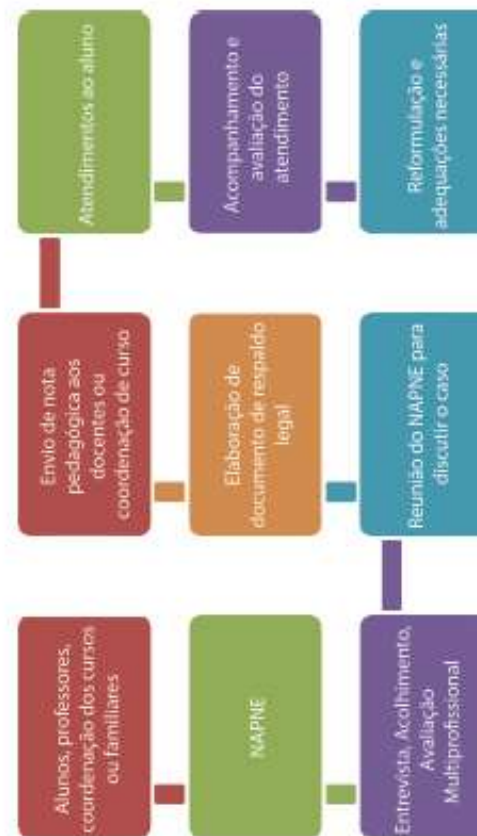 Alunos, professores,
coordenação dos cursos
ou familiares
NAPNE
Entrevista, Acolhimento,
Avaliação
Multiprofissional
Reunião do NAPNE para
discutir o caso
Elaboração de
documento de respaldo
legal
Envio de nota
pedagógica aos
docentes ou
coordenação de curso
Atendimentos ao aluno
Acompanhamento e
avaliação do
atendimento
Reformulação e
adequações necessárias